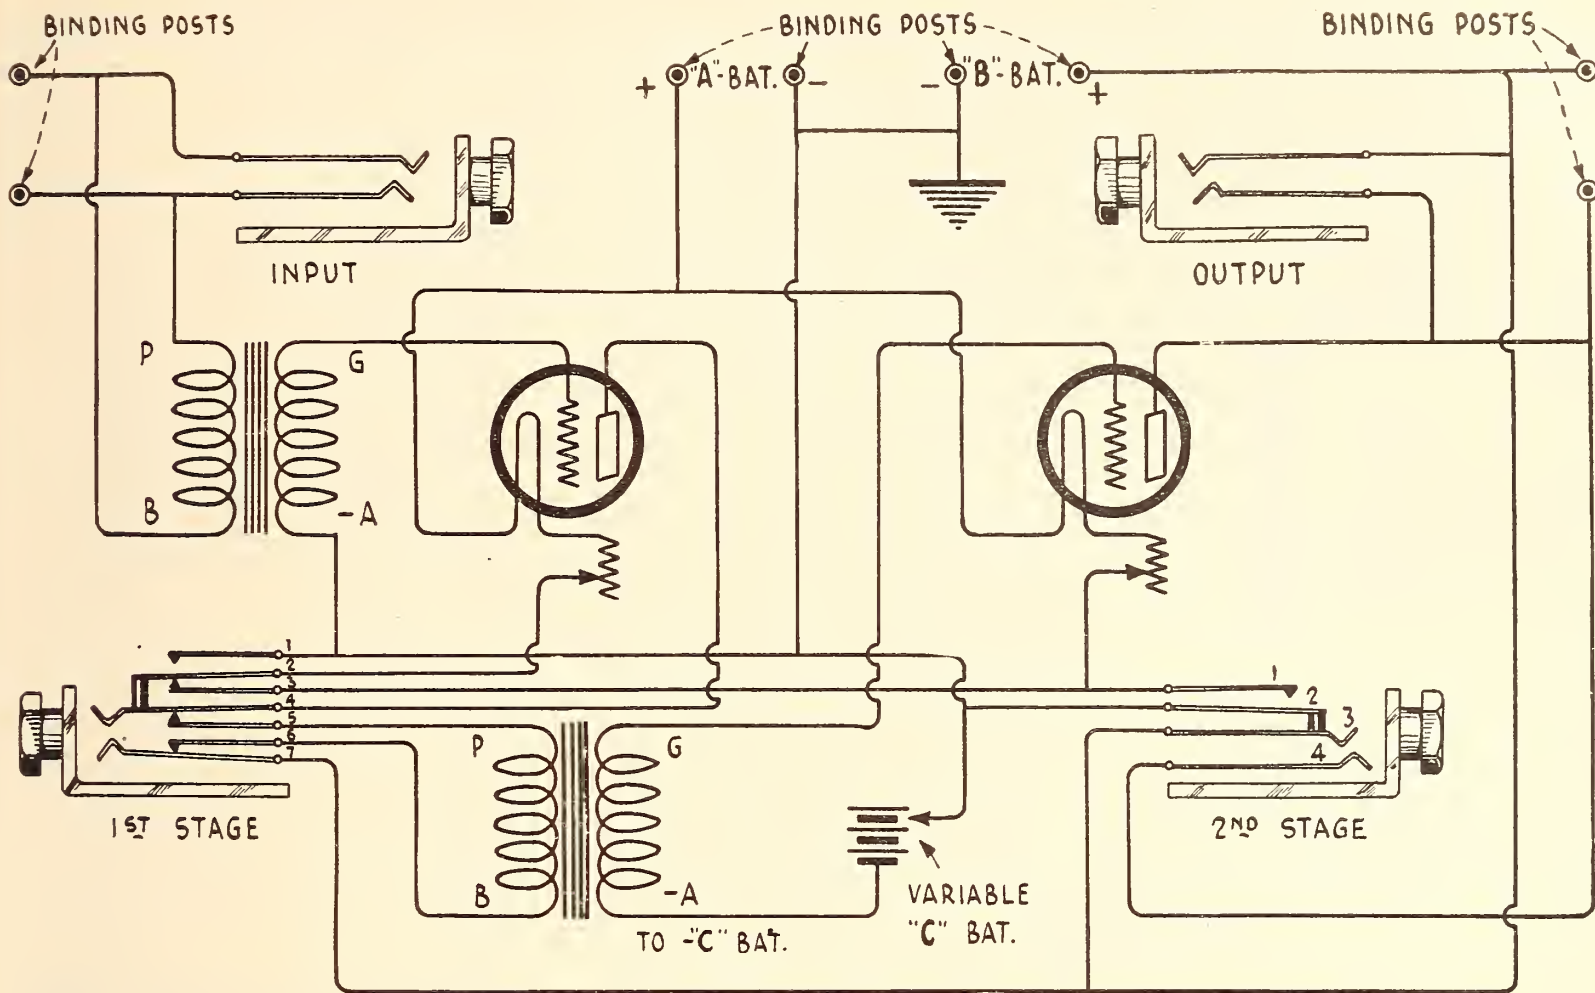 BINDING POSTS
BINDING POSTS
BINDING POSTS
+ "A"-BAT. -
- "B"-BAT. +
INPUT
OUTPUT
P
G
B
-A
1
2
3
4
5
6
7
1ST STAGE
P
G
B
-A
TO -"C" BAT.
VARIABLE
"C" BAT.
1
2
3
4
2ND STAGE